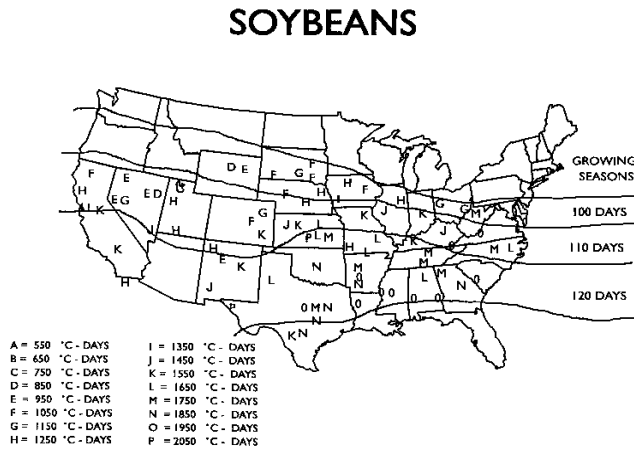 SOYBEANS
GROWING
SEASONS
100 DAYS
110 DAYS
120 DAYS
D E
F
E
F
G
F
E
F
H
H
F
H
F
E
H
J K
E G
E D
G
H
K
H
J
H
F
G
K
J K
L
P L M
H
L
L
I
K
J
H
K
G
G M
J
K
M
O
M L
H
E K
J
L
N
M
O
N
O
O
O
M
L
M
O
N
O
P
O M N
N
K N
A = 550 °C - DAYS
B = 650 °C - DAYS
C = 750 °C - DAYS
D = 850 °C - DAYS
E = 950 °C - DAYS
F = 1050 °C - DAYS
G = 1150 °C - DAYS
H = 1250 °C - DAYS
I = 1350 °C - DAYS
J = 1450 °C - DAYS
K = 1550 °C - DAYS
L = 1650 °C - DAYS
M = 1750 °C - DAYS
N = 1850 °C - DAYS
O = 1950 °C - DAYS
P = 2050 °C - DAYS